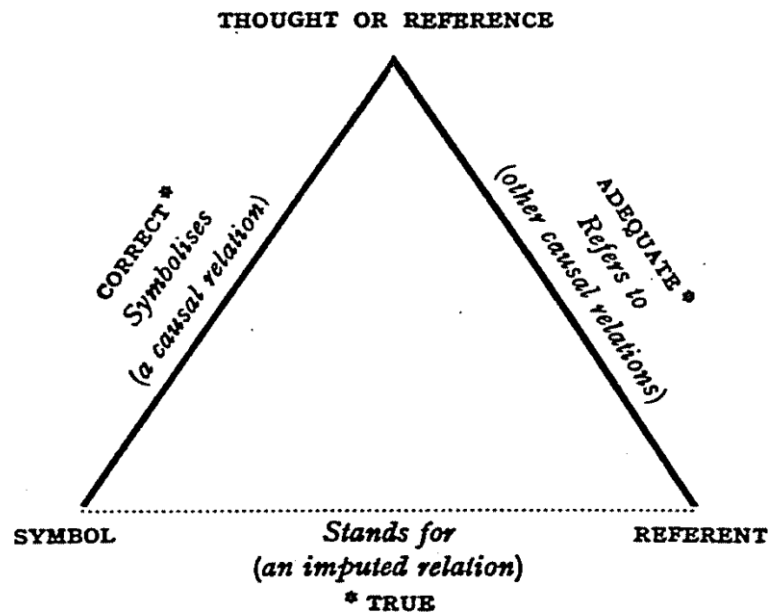 THOUGHT OR REFERENCE
CORRECT*
Symbolises
(a causal relation)
ADEQUATE*
Refers to
(other causal relations)
SYMBOL
Stands for
(an imputed relation)
* TRUE
REFERENT